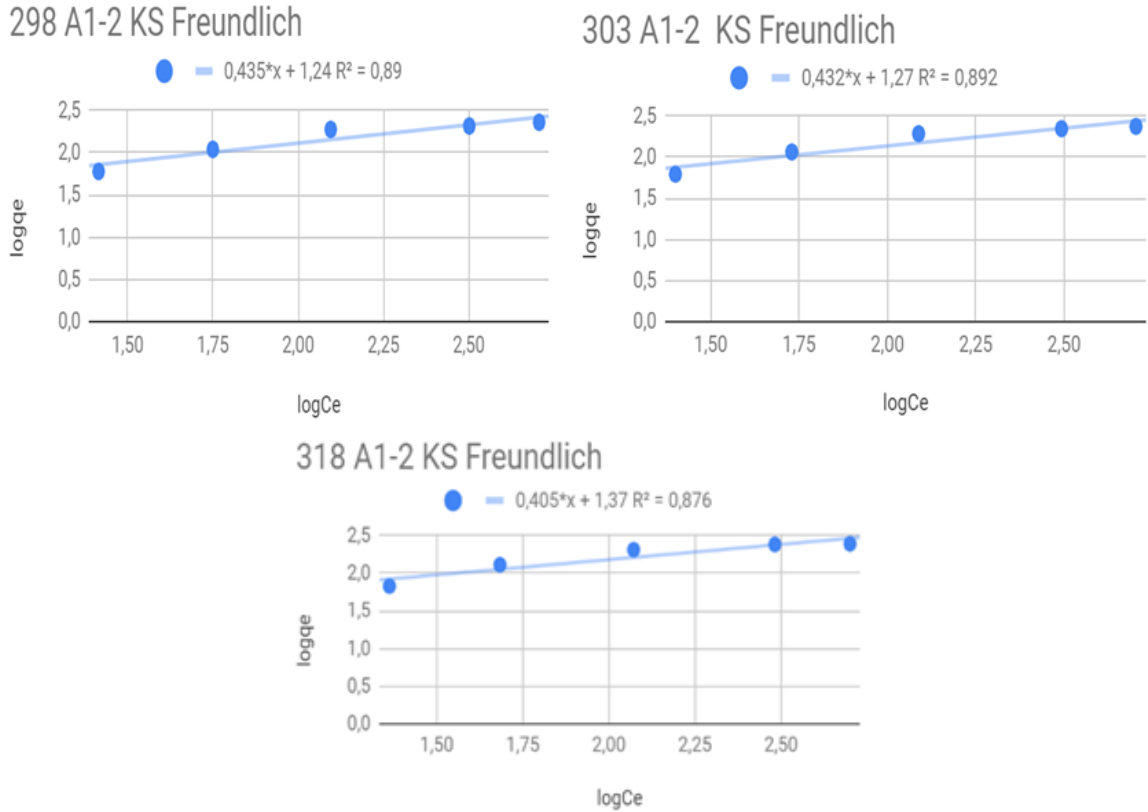 298 A1-2 KS Freundlich
0,435*x + 1,24 R² = 0,89
2,5
2,0
1,5
1,0
0,5
0,0
logqe
1,50 1,75 2,00 2,25 2,50
logCe
303 A1-2 KS Freundlich
0,432*x + 1,27 R² = 0,892
2,5
2,0
1,5
1,0
0,5
0,0
logqe
1,50 1,75 2,00 2,25 2,50
logCe
318 A1-2 KS Freundlich
0,405*x + 1,37 R² = 0,876
2,5
2,0
1,5
1,0
0,5
0,0
logqe
1,50 1,75 2,00 2,25 2,50
logCe